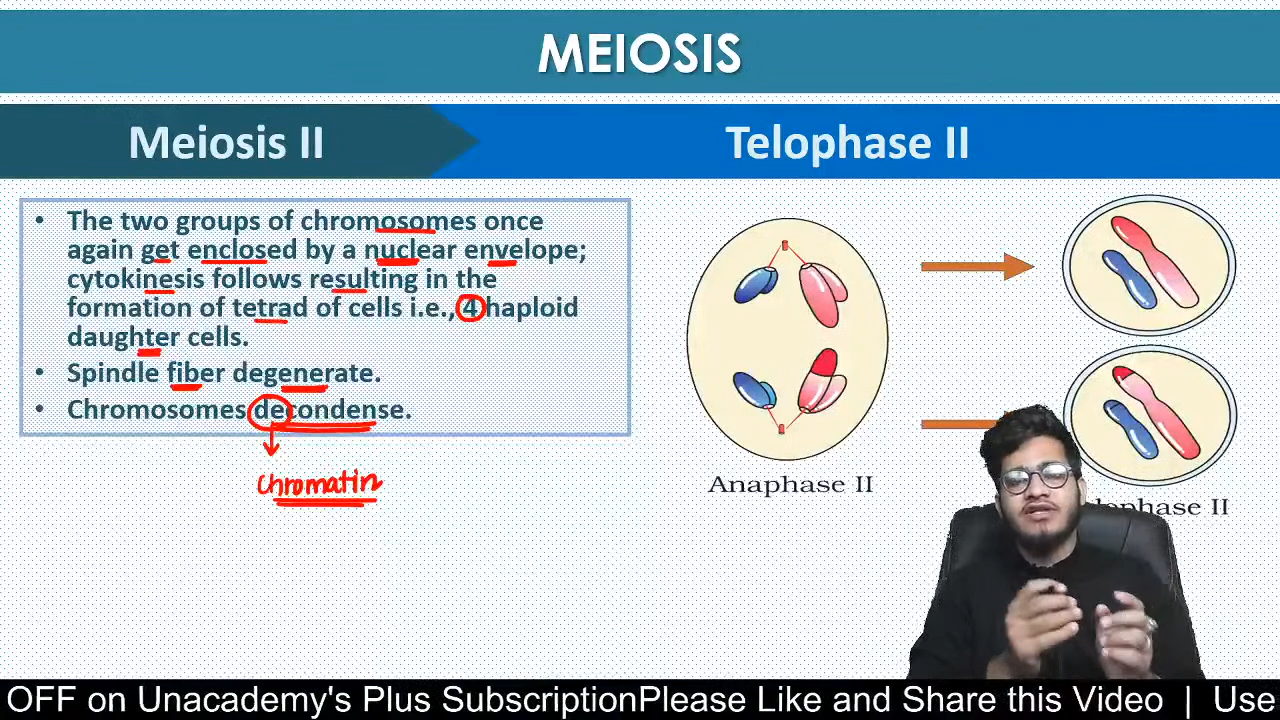 MEIOSIS
Meiosis II
Telophase II
• The two groups of chromosomes once
again get enclosed by a nuclear envelope;
cytokinesis follows resulting in the
formation of tetrad of cells i.e., 4 haploid
daughter cells.
• Spindle fiber degenerate.
• Chromosomes decondense.
Chromatin
Anaphase II
lophase II
OFF on Unacademy's Plus SubscriptionPlease Like and Share this Video | Use